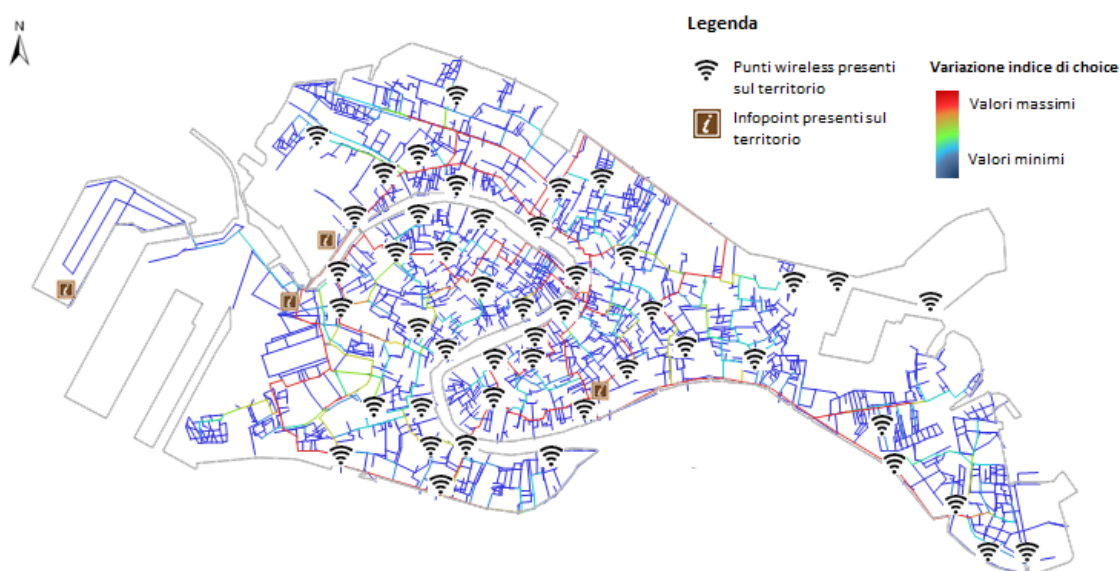 N
Legenda
Punti wireless presenti
sul territorio
Infopoint presenti sul
territorio
Variazione indice di choice
Valori massimi
Valori minimi